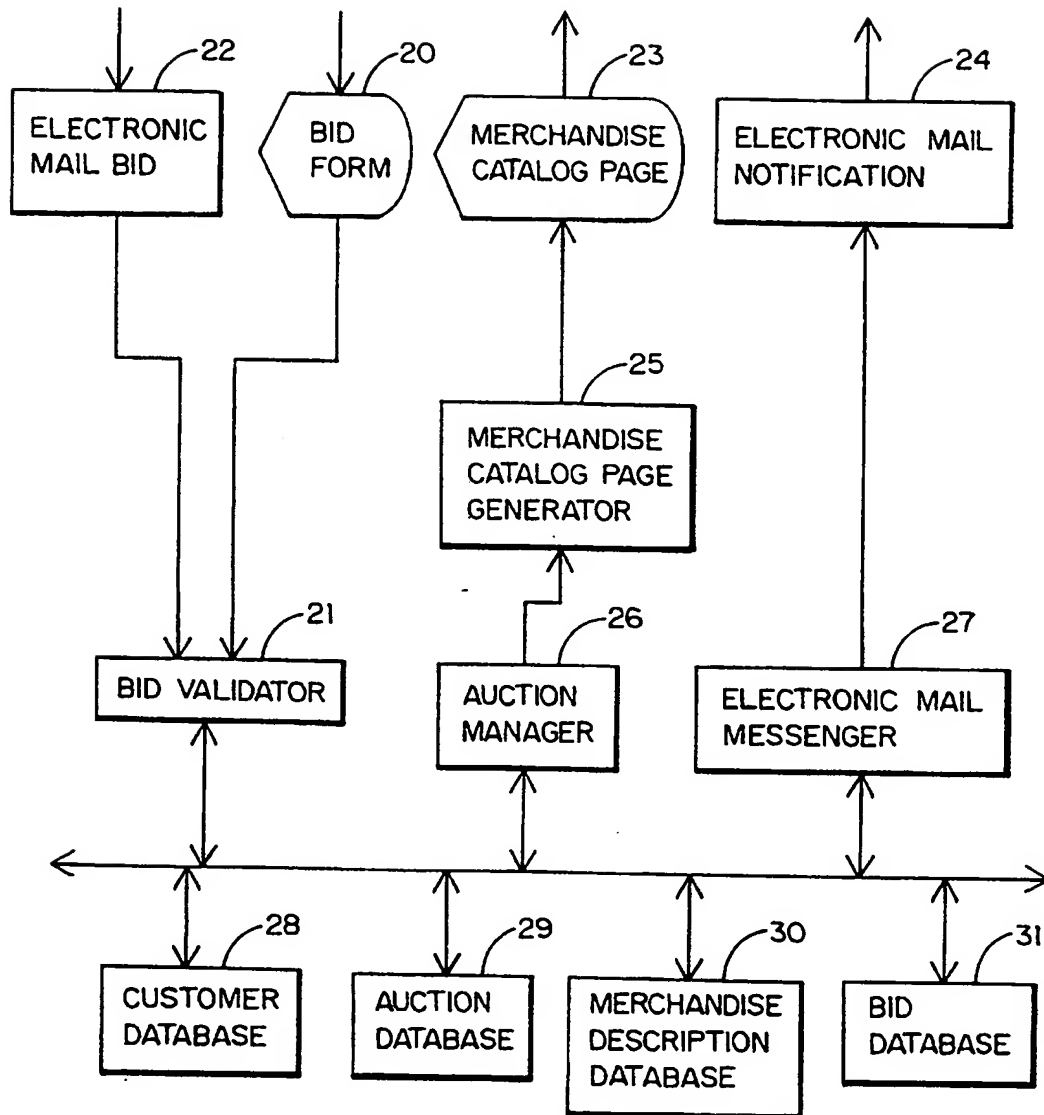 22
20
23
24
ELECTRONIC
MAIL BID
BID
FORM
MERCHANDISE
CATALOG PAGE
ELECTRONIC MAIL
NOTIFICATION
25
MERCHANDISE
CATALOG PAGE
GENERATOR
21
26
27
BID VALIDATOR
AUCTION
MANAGER
ELECTRONIC MAIL
MESSENGER
28
29
30
31
CUSTOMER
DATABASE
AUCTION
DATABASE
MERCHANDISE
DESCRIPTION
DATABASE
BID
DATABASE